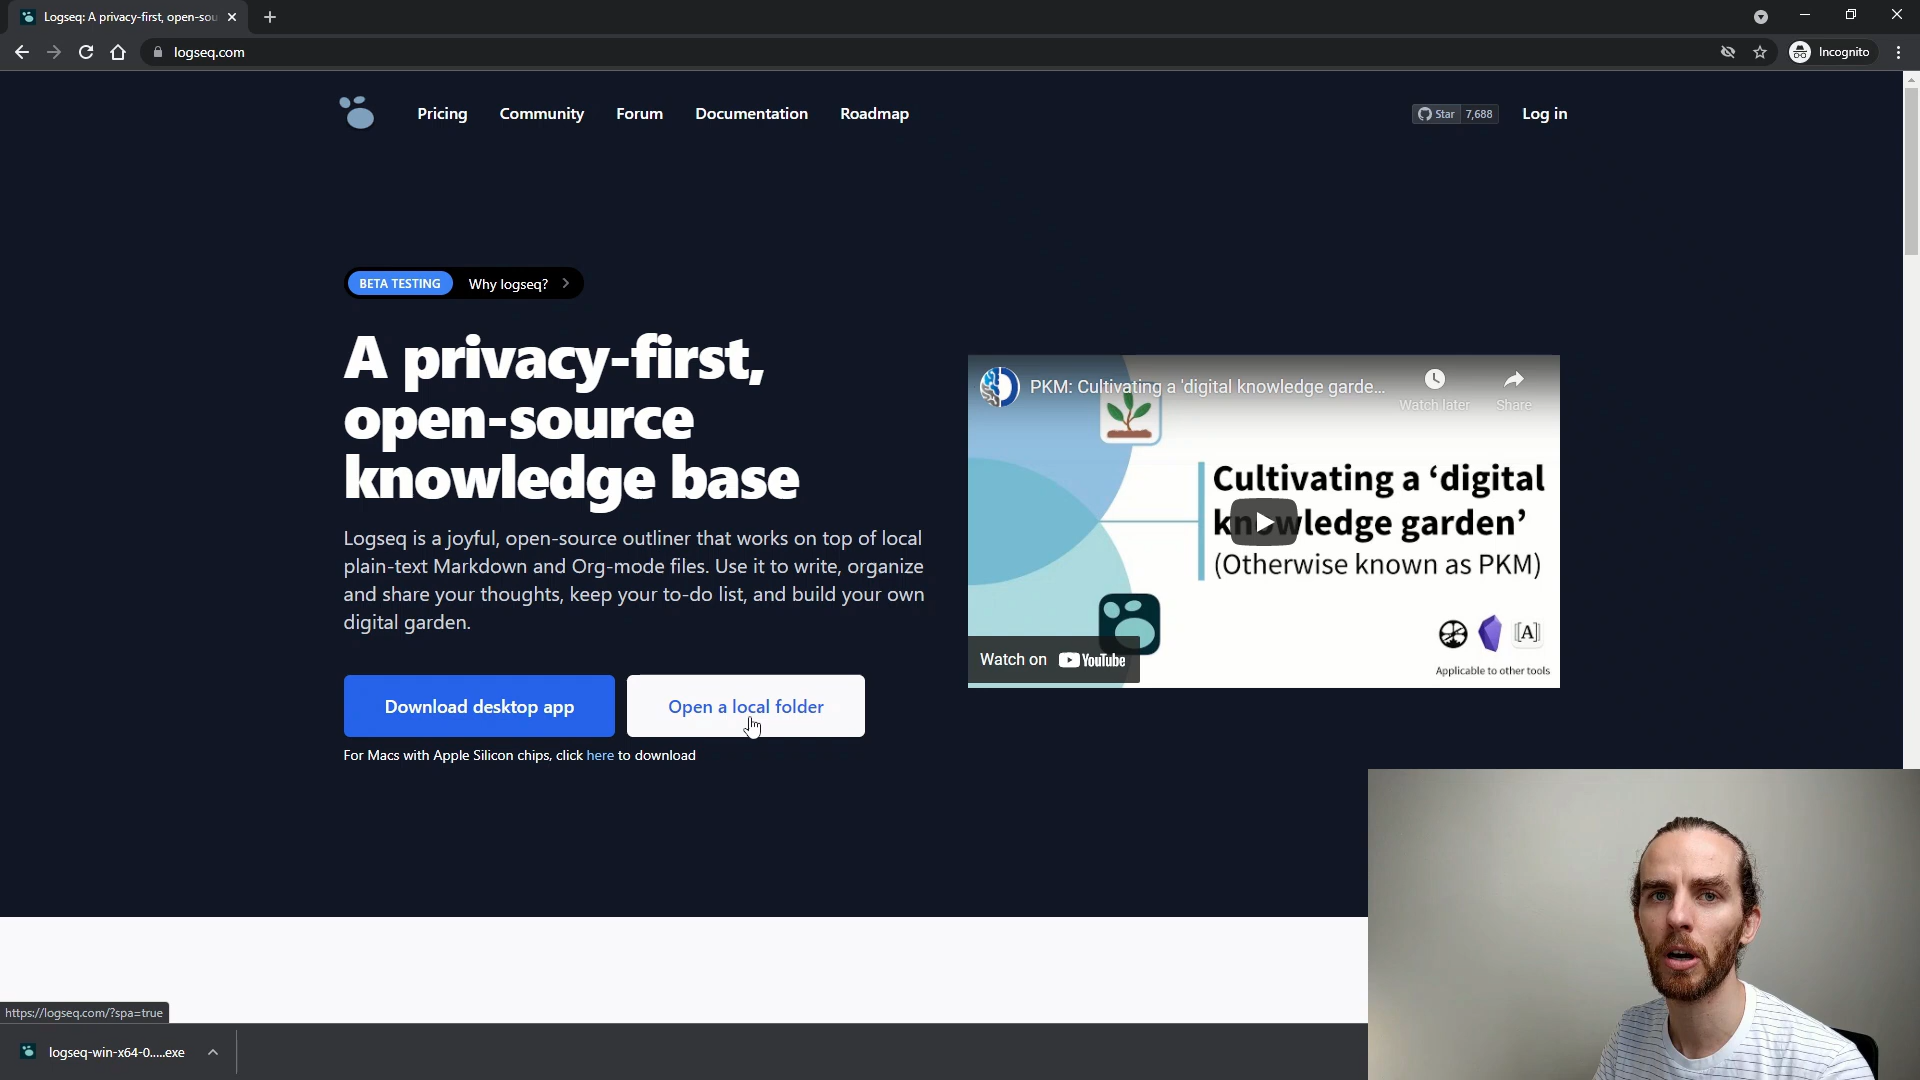 Logseq: A privacy-first, open-sou
logseq.com
Incognito
Pricing
Community
Forum
Documentation
Roadmap
Star
7,688
Log in
BETA TESTING
Why logseq?
A privacy-first,
open-source
knowledge base
Logseq is a joyful, open-source outliner that works on top of local
plain-text Markdown and Org-mode files. Use it to write, organize
and share your thoughts, keep your to-do list, and build your own
digital garden.
Download desktop app
Open a local folder
For Macs with Apple Silicon chips, click here to download
PKM: Cultivating a 'digital knowledge garde...
Watch later
Share
Cultivating a ‘digital
knowledge garden’
(Otherwise known as PKM)
[A]
Applicable to other tools
Watch on YouTube
https://logseq.com/?spa=true
logseq-win-x64-0.....exe